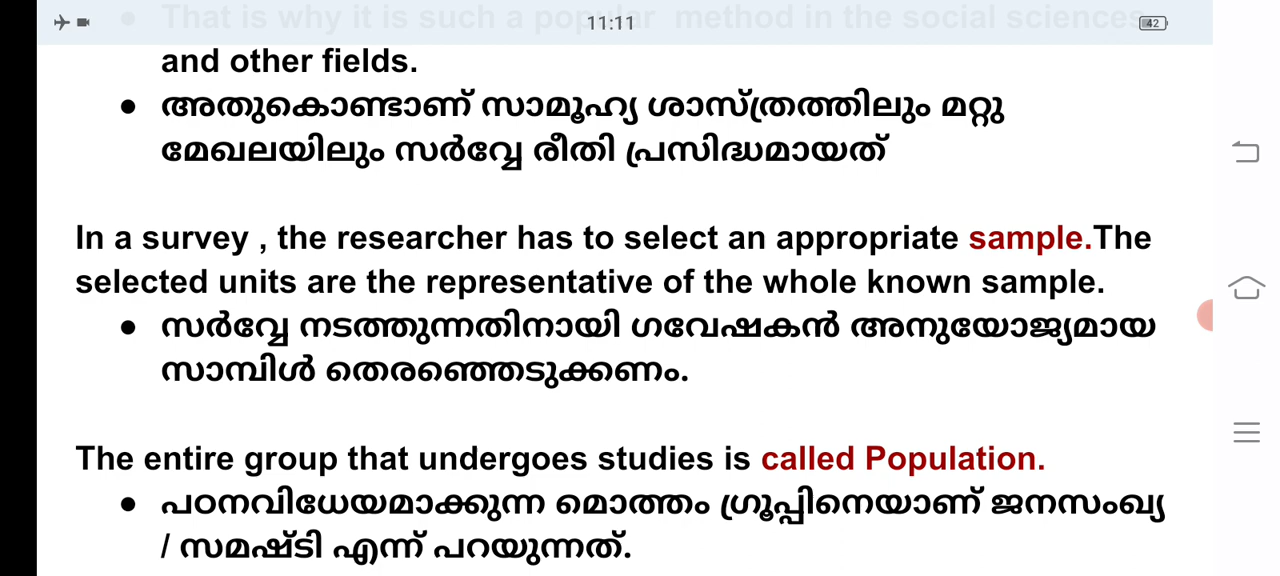 ● That is why it is such a popular method in the social sciences
11:11
42
and other fields.
● അതുകൊണ്ടാണ് സാമൂഹ്യ ശാസ്ത്രത്തിലും മറ്റു
മേഖലയിലും സർവ്വേ രീതി പ്രസിദ്ധമായത്
In a survey , the researcher has to select an appropriate sample.The
selected units are the representative of the whole known sample.
● സർവ്വേ നടത്തുന്നതിനായി ഗവേഷകൻ അനുയോജ്യമായ
സാമ്പിൾ തെരഞ്ഞെടുക്കണം.
The entire group that undergoes studies is called Population.
● പഠനവിധേയമാക്കുന്ന മൊത്തം ഗ്രൂപ്പിനെയാണ് ജനസംഖ്യ
/ സമഷ്ടി എന്ന് പറയുന്നത്.